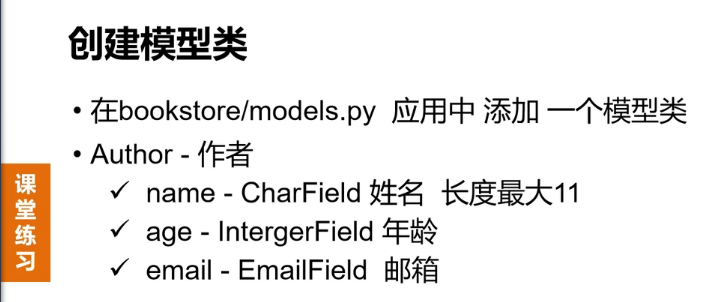 创建模型类
• 在bookstore/models.py 应用中 添加 一个模型类
• Author - 作者
✓ name - CharField 姓名 长度最大11
✓ age - IntergerField 年龄
✓ email - EmailField 邮箱
课堂练习